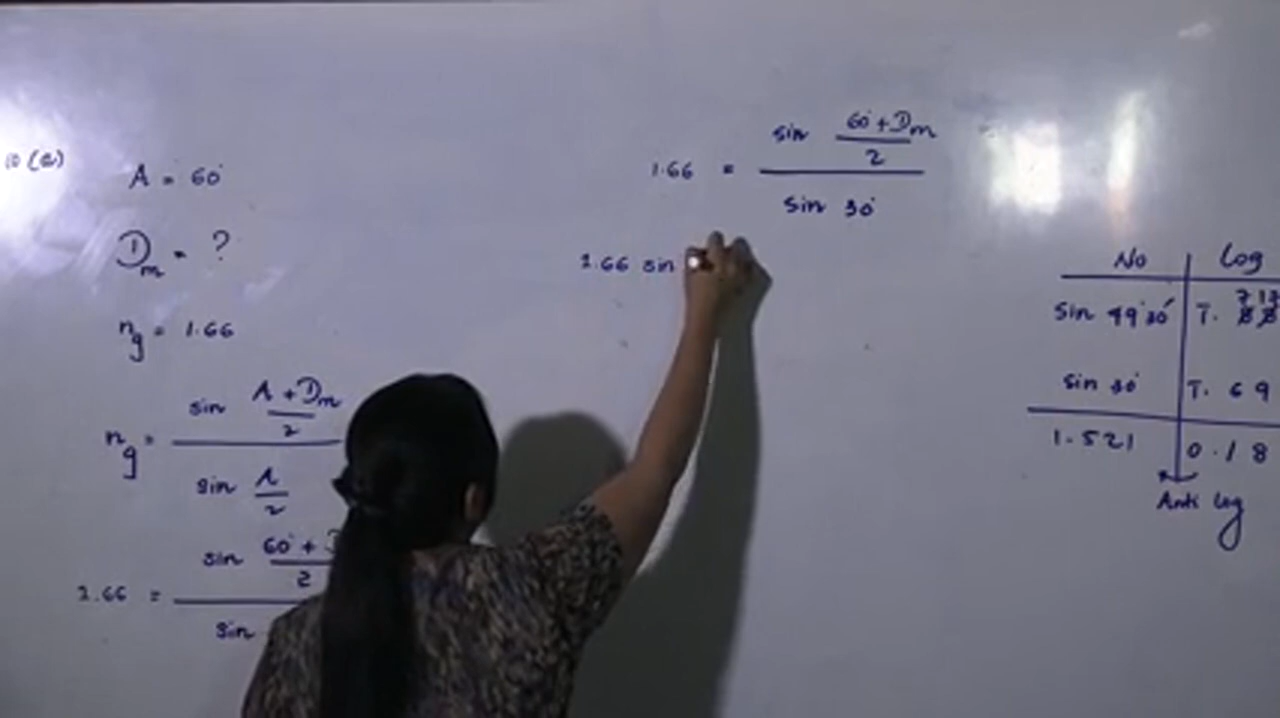 10 (a)
A = 60°
Dm = ?
ng = 1.66
ng = sin A + Dm / 2
sin A / 2
1.66 = sin 60° + / 2
sin
1.66 = sin 60° + Dm / 2
sin 30°
1.66 sin
No Log
sin 49°30'
sin 30° 1̄. 69
1.521 0.18
Anti log